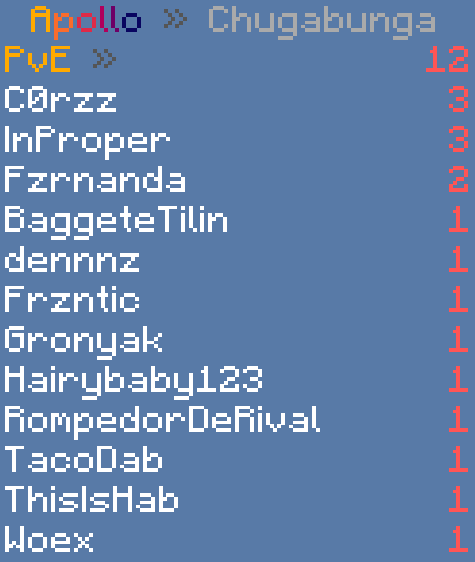 Apollo » Chugabunga
PvE » 12
C0rzz 3
InProper 3
Fzrnanda 2
BaggeteTilin 1
dennnz 1
Frzntic 1
Gronyak 1
Hairybaby123 1
RompedorDeRival 1
TacoDab 1
ThisIsHab 1
Woex 1